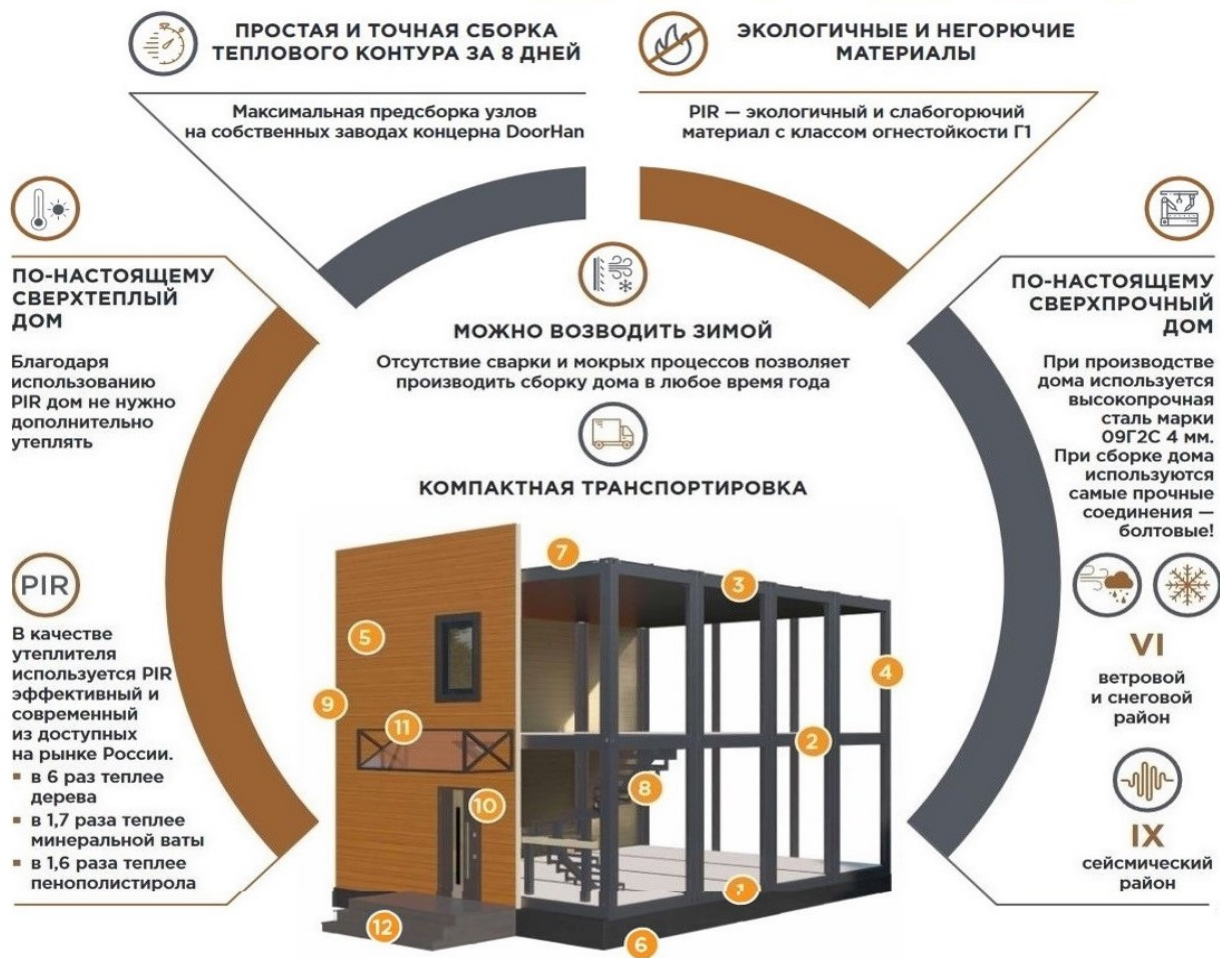 ПРОСТАЯ И ТОЧНАЯ СБОРКА
ТЕПЛОВОГО КОНТУРА ЗА 8 ДНЕЙ
Максимальная предсборка узлов
на собственных заводах концерна DoorHan
ЭКОЛОГИЧНЫЕ И НЕГОРЮЧИЕ
МАТЕРИАЛЫ
PIR — экологичный и слабогорючий
материал с классом огнестойкости Г1
ПО-НАСТОЯЩЕМУ
СВЕРХТЕПЛЫЙ
ДОМ
Благодаря
использованию
PIR дом не нужно
дополнительно
утеплять
PIR
В качестве
утеплителя
используется PIR
эффективный и
современный
из доступных
на рынке России.
▪ в 6 раз теплее
дерева
▪ в 1,7 раза теплее
минеральной ваты
▪ в 1,6 раза теплее
пенополистирола
МОЖНО ВОЗВОДИТЬ ЗИМОЙ
Отсутствие сварки и мокрых процессов позволяет
производить сборку дома в любое время года
КОМПАКТНАЯ ТРАНСПОРТИРОВКА
7
3
5
4
9
11
2
8
10
12
6
ПО-НАСТОЯЩЕМУ
СВЕРХПРОЧНЫЙ
ДОМ
При производстве
дома используется
высокопрочная
сталь марки
09Г2С 4 мм.
При сборке дома
используются
самые прочные
соединения —
болтовые!
VI
ветровой
и снеговой
район
IX
сейсмический
район